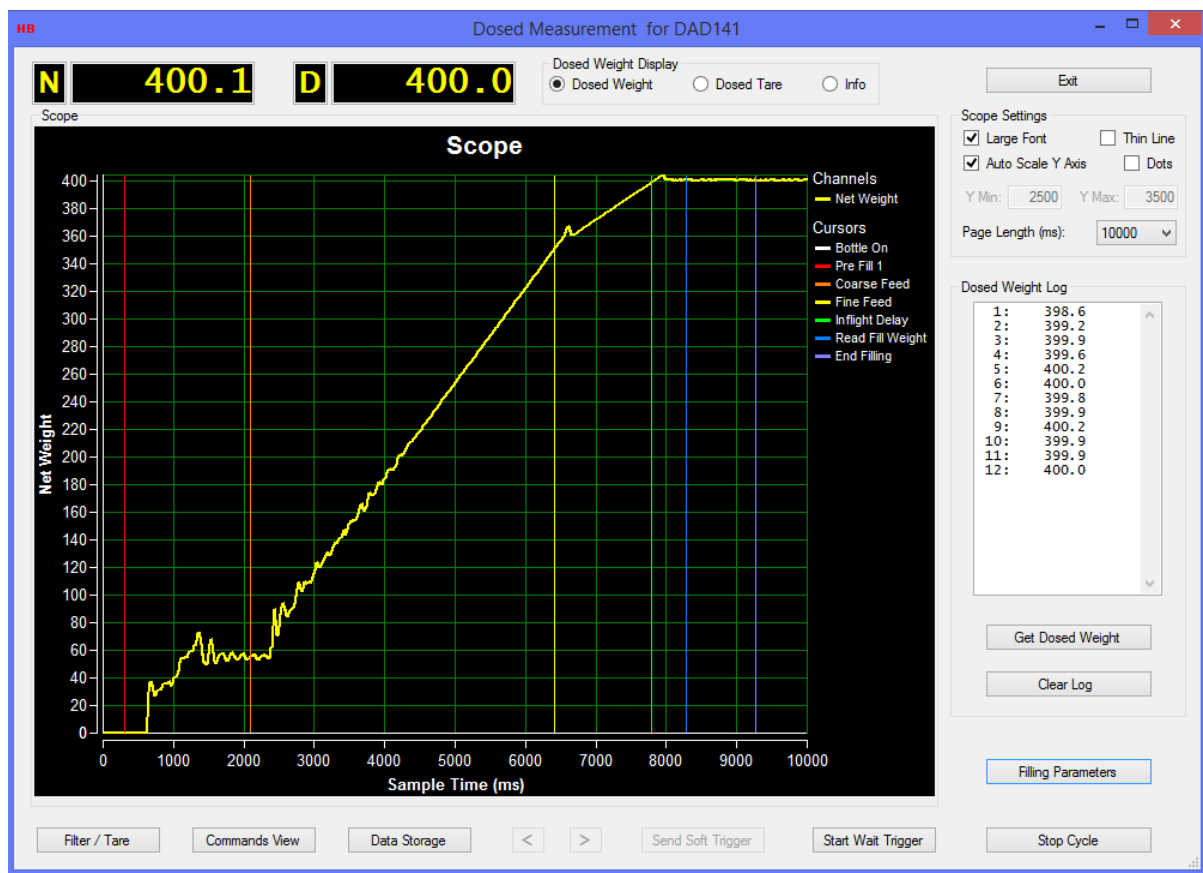 HB
Dosed Measurement for DAD141
N 400.1 D 400.0
Dosed Weight Display
Dosed Weight Dosed Tare Info
Exit
Scope
Scope
400
380
360
340
320
300
280
260
240
220
200
180
160
140
120
100
80
60
40
20
0
Net Weight
0 1000 2000 3000 4000 5000 6000 7000 8000 9000 10000
Sample Time (ms)
Channels
Net Weight
Cursors
Bottle On
Pre Fill 1
Coarse Feed
Fine Feed
Inflight Delay
Read Fill Weight
End Filling
Scope Settings
Large Font Thin Line
Auto Scale Y Axis Dots
Y Min: 2500 Y Max: 3500
Page Length (ms): 10000
Dosed Weight Log
1: 398.6
2: 399.2
3: 399.9
4: 399.6
5: 400.2
6: 400.0
7: 399.8
8: 399.9
9: 400.2
10: 399.9
11: 399.9
12: 400.0
Get Dosed Weight
Clear Log
Filling Parameters
Filter / Tare Commands View Data Storage < > Send Soft Trigger Start Wait Trigger Stop Cycle